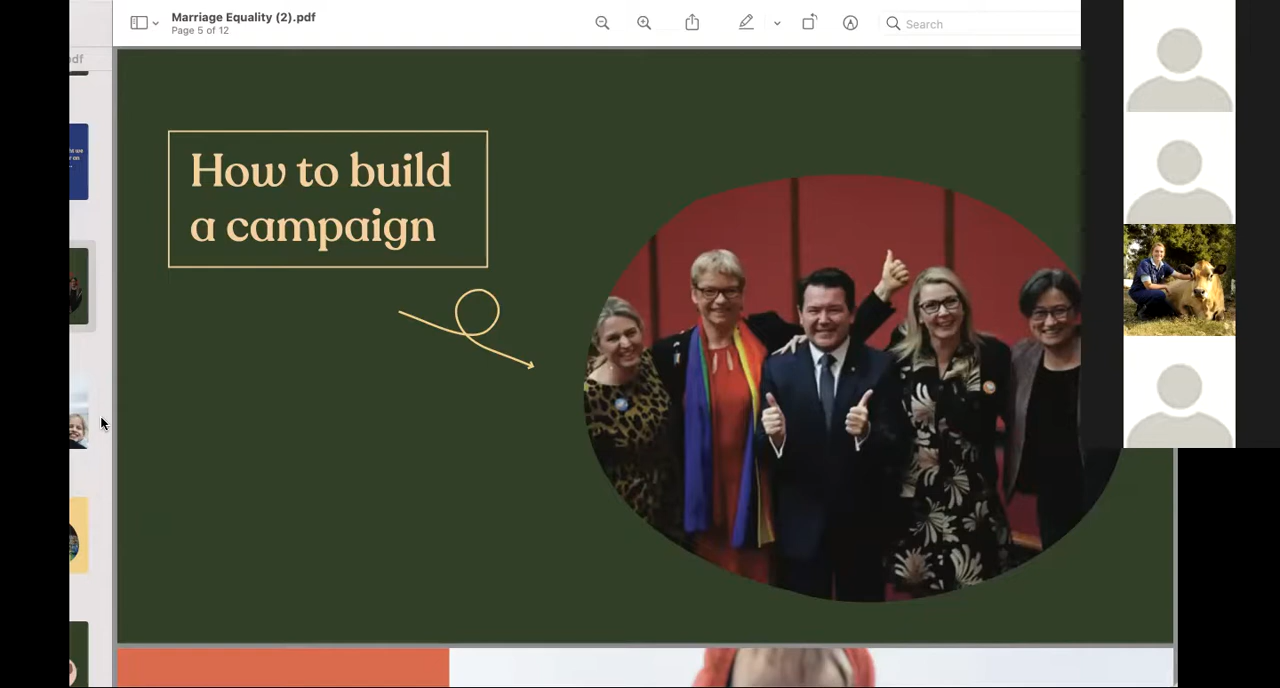 Marriage Equality (2).pdf
Page 5 of 12
Search
How to build
a campaign